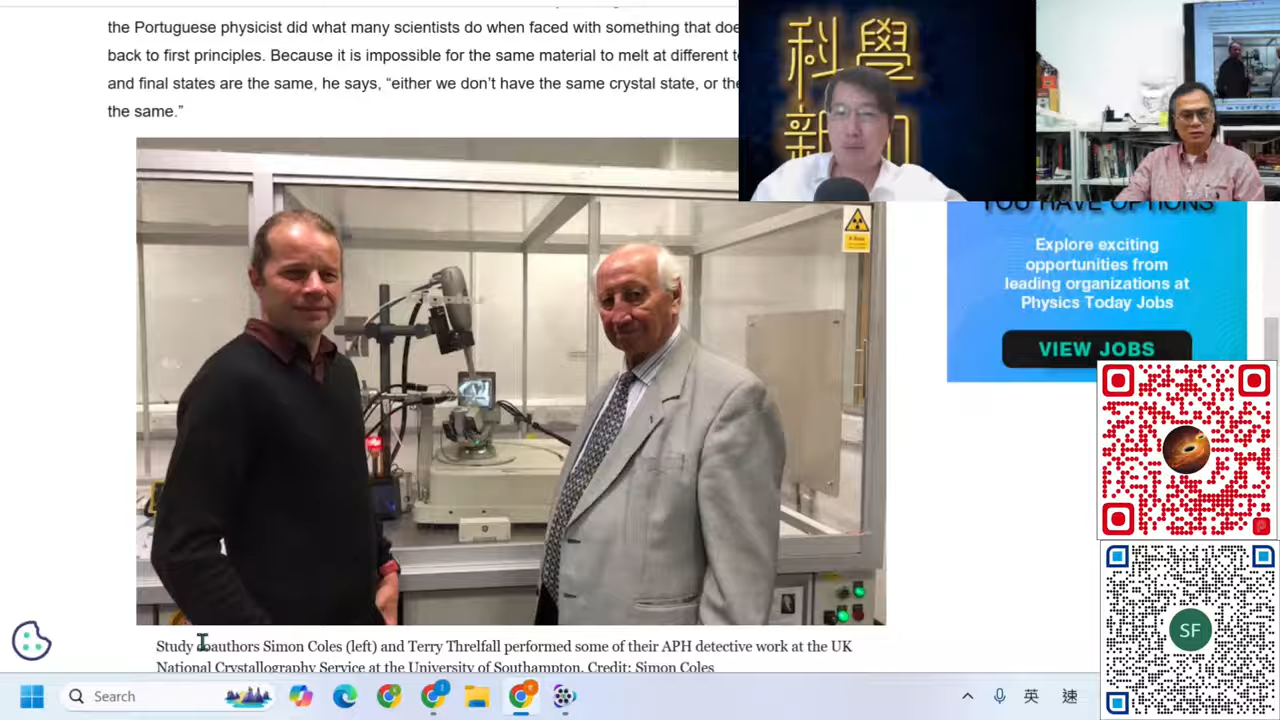 the Portuguese physicist did what many scientists do when faced with something that doe
back to first principles. Because it is impossible for the same material to melt at different t
and final states are the same, he says, “either we don’t have the same crystal state, or the
the same.”
科學
新
YOU HAVE OPTIONS
Explore exciting
opportunities from
leading organizations at
Physics Today Jobs
VIEW JOBS
SF
Study coauthors Simon Coles (left) and Terry Threlfall performed some of their APH detective work at the UK
National Crystallography Service at the University of Southampton. Credit: Simon Coles
Search
英
速